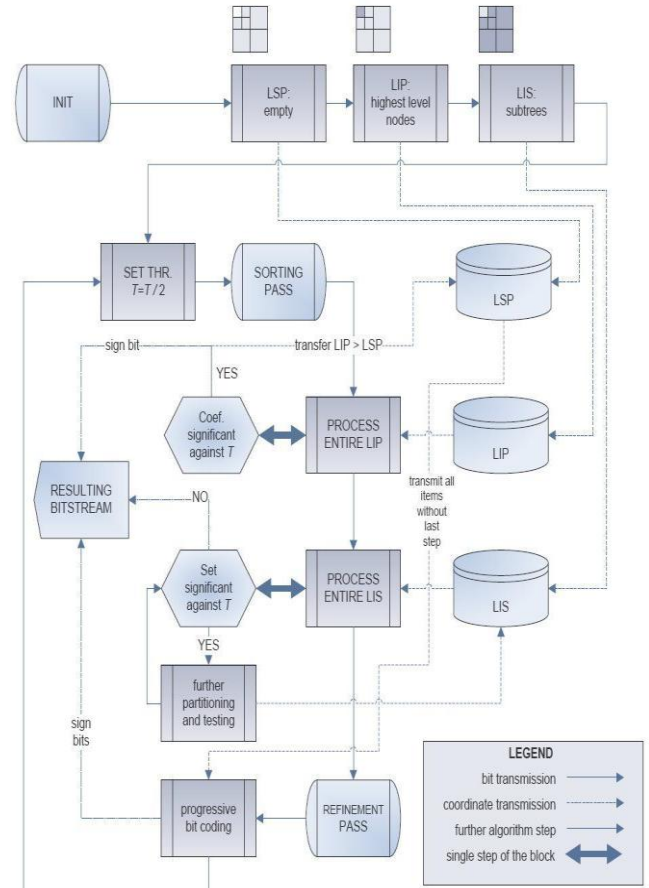 INIT
LSP:
empty
LIP:
highest level
nodes
LIS:
subtrees
SET THR.
T=T / 2
SORTING
PASS
LSP
sign bit
transfer LIP > LSP
YES
Coef.
significant
against T
PROCESS
ENTIRE LIP
LIP
transmit all
items
without
last
step
RESULTING
BITSTREAM
NO
Set
significant
against T
PROCESS
ENTIRE LIS
LIS
YES
further
partitioning
and testing
sign
bits
progressive
bit coding
REFINEMENT
PASS
LEGEND
bit transmission
coordinate transmission
further algorithm step
single step of the block